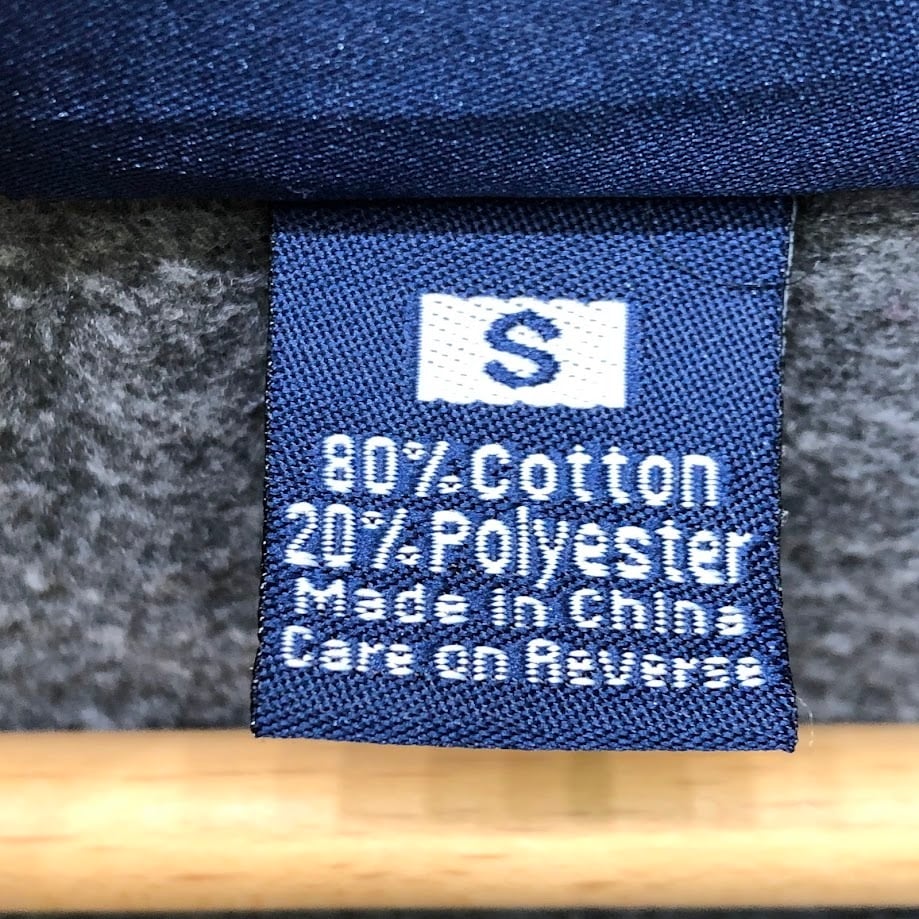 S
80% Cotton
20% Polyester
Made in China
Care on Reverse